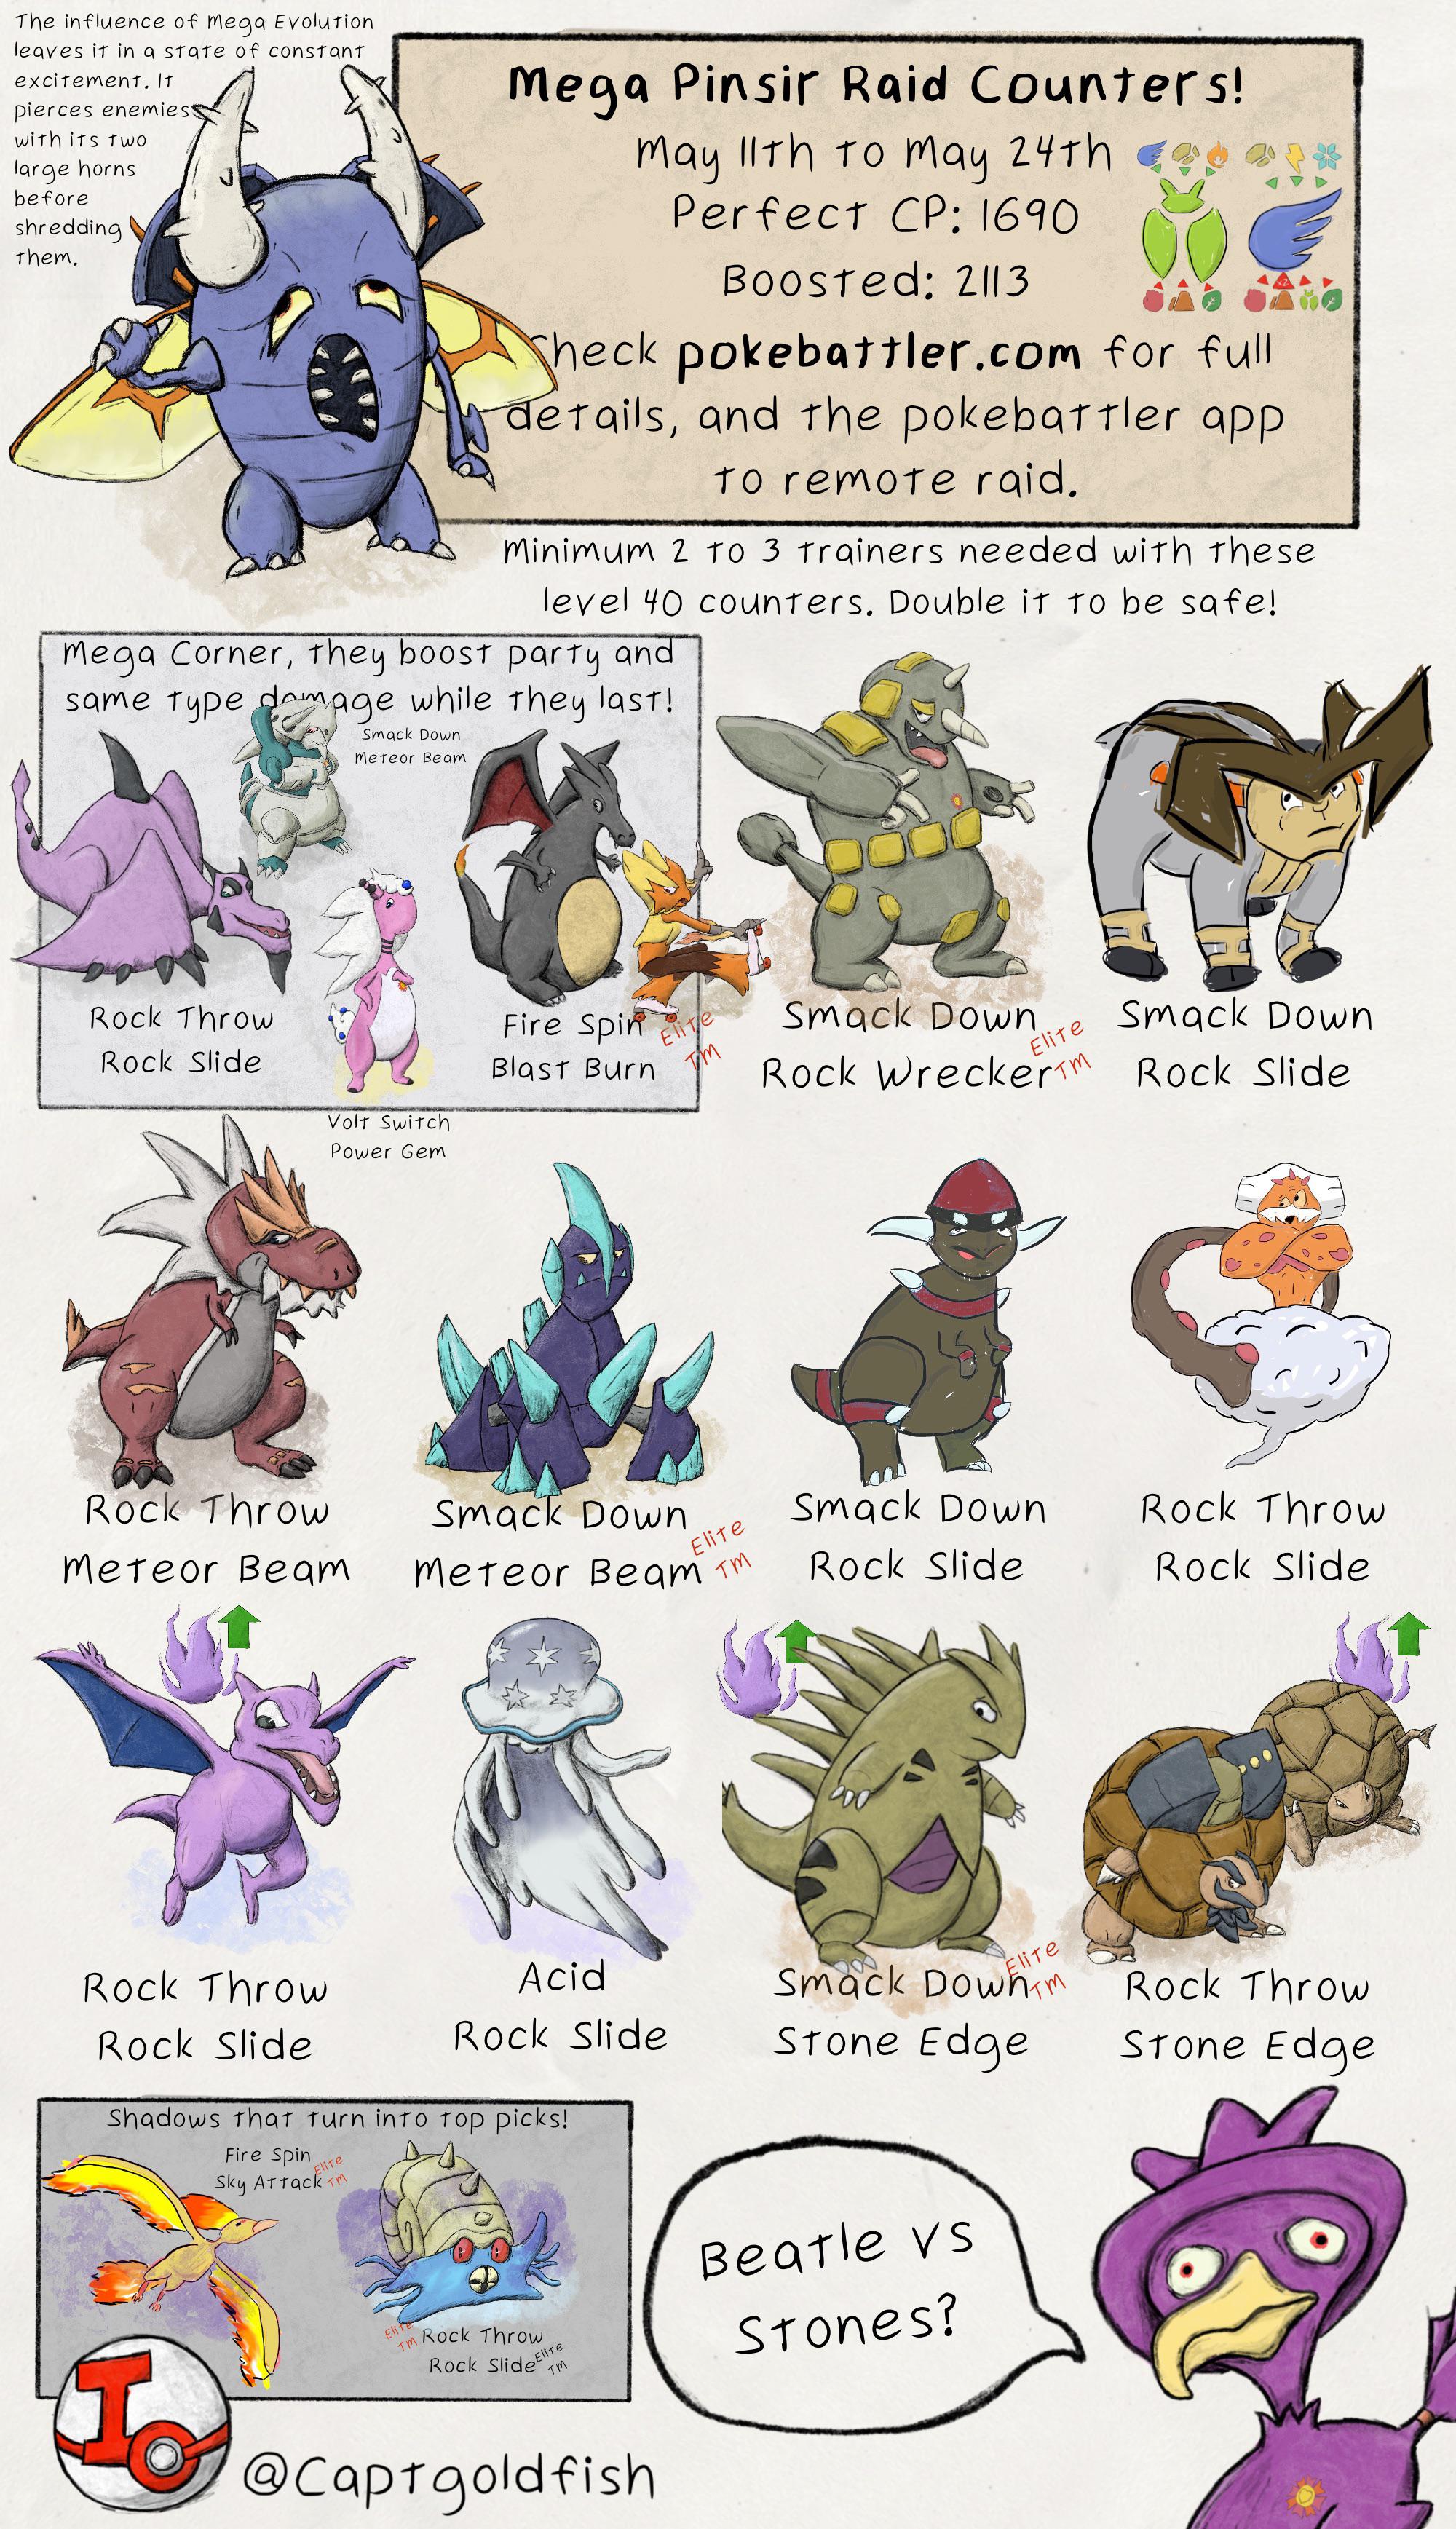 The influence of Mega Evolution
leaves it in a state of constant
excitement. It
pierces enemies
with its two
large horns
before
shredding
them.
Mega Pinsir Raid Counters!
May 11th to May 24th
Perfect CP: 1690
Boosted: 2113
x2
Check pokebattler.com for full
details, and the pokebattler app
to remote raid.
Minimum 2 to 3 trainers needed with these
level 40 counters. Double it to be safe!
Mega Corner, they boost party and
same type damage while they last!
Smack Down
Meteor Beam
Rock Throw
Rock Slide
Volt Switch
Power Gem
Fire Spin
Blast Burn
Elite
TM
Smack Down
Rock Wrecker
Elite
TM
Smack Down
Rock Slide
Rock Throw
Meteor Beam
Smack Down
Meteor Beam
Elite
TM
Smack Down
Rock Slide
Rock Throw
Rock Slide
Rock Throw
Rock Slide
Acid
Rock Slide
Smack Down
Stone Edge
Elite
TM
Rock Throw
Stone Edge
Shadows that turn into top picks!
Fire Spin
Sky Attack
Elite
TM
Elite
TM
Rock Throw
Rock Slide
Elite
TM
Beatle vs
Stones?
I
@Captgoldfish